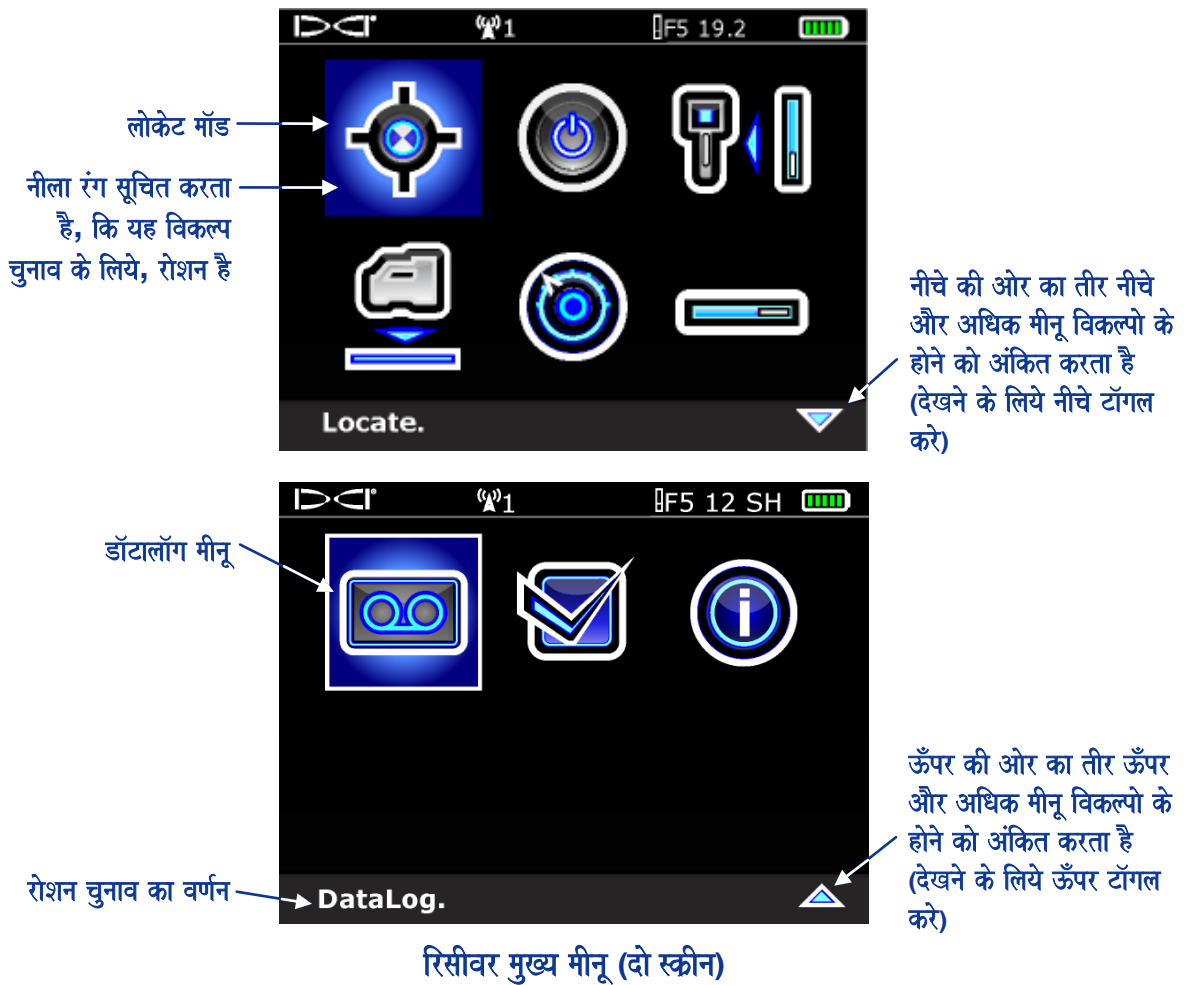 DCI
1
F5 19.2
लोकेट मॉड
नीला रंग सूचित करता
है, कि यह विकल्प
चुनाव के लिये, रोशन है
नीचे की ओर का तीर नीचे
और अधिक मीनू विकल्पो के
होने को अंकित करता है
(देखने के लिये नीचे टॉगल
करे)
Locate.
DCI
1
F5 12 SH
डॉटालॉग मीनू
i
ऊँपर की ओर का तीर ऊँपर
और अधिक मीनू विकल्पो के
होने को अंकित करता है
(देखने के लिये ऊँपर टॉगल
करे)
रोशन चुनाव का वर्णन
DataLog.
रिसीवर मुख्य मीनू (दो स्क्रीन)